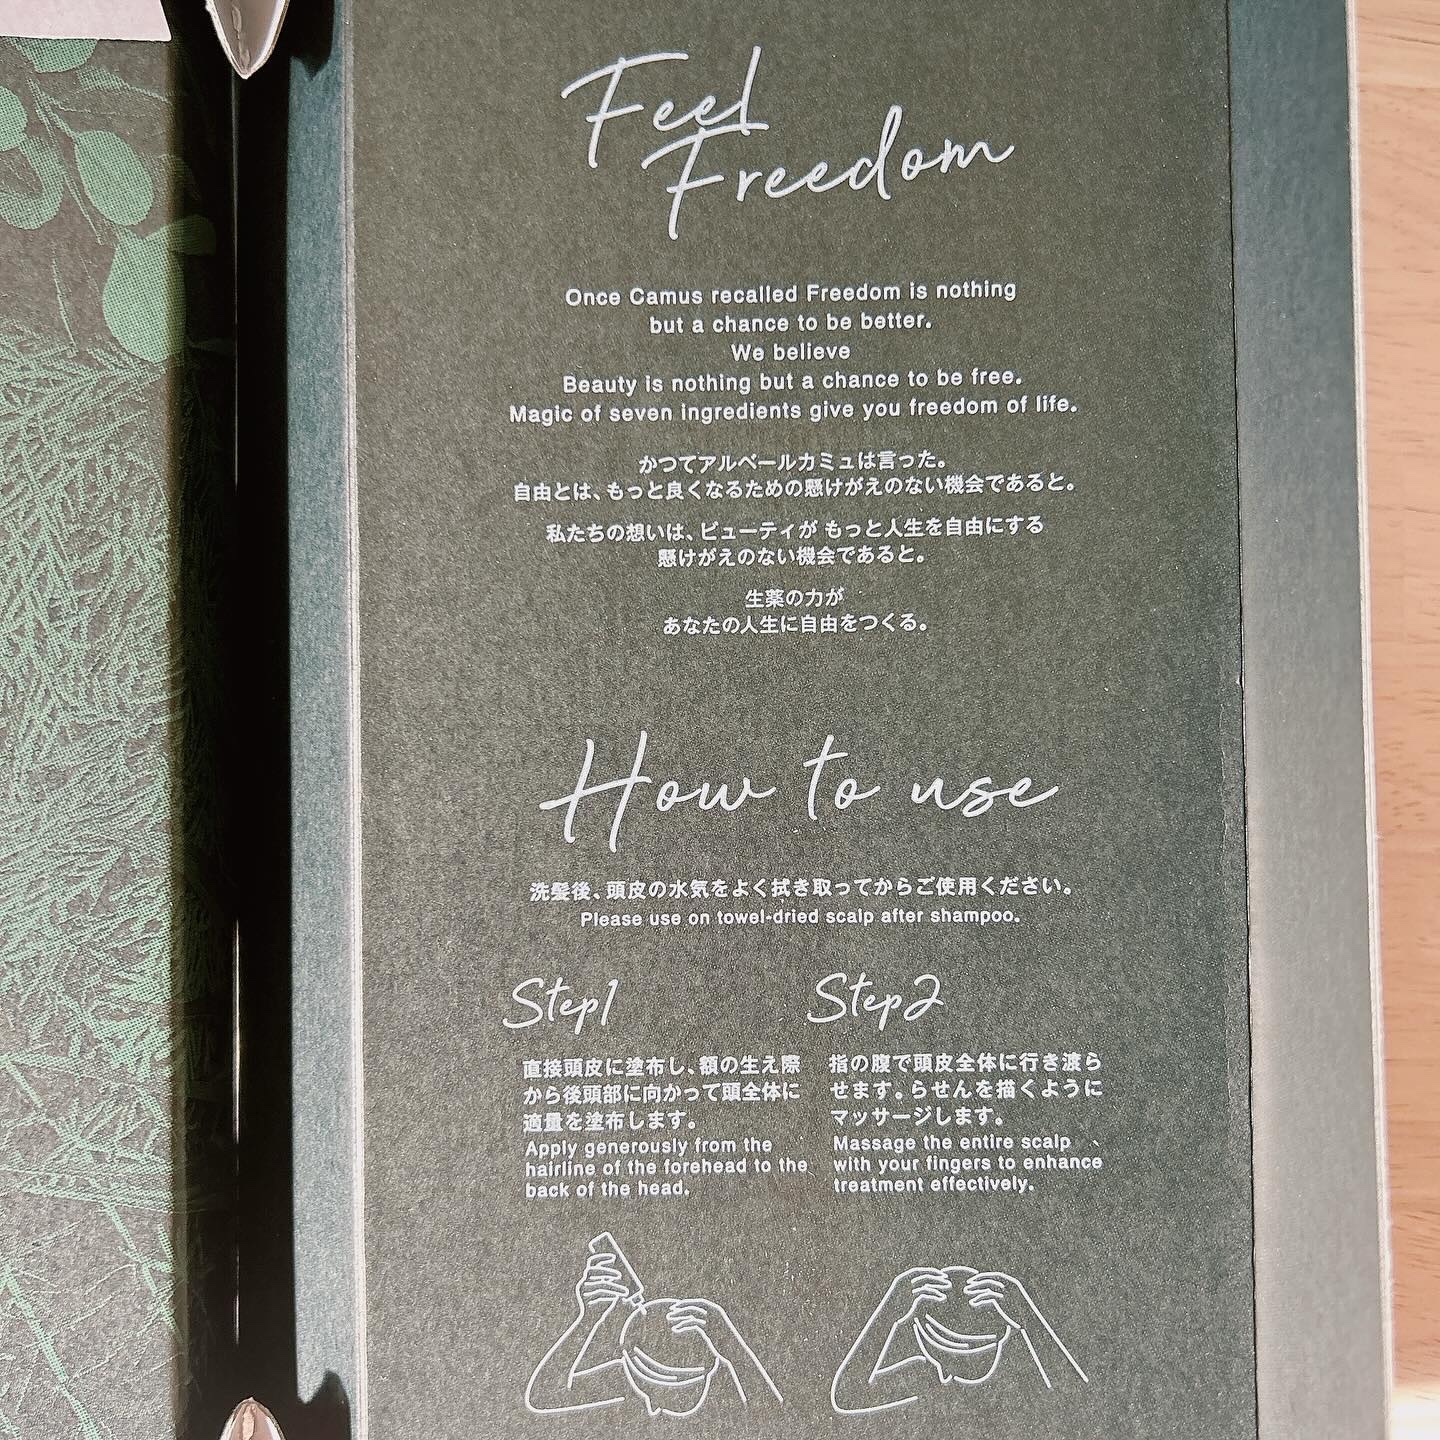 Feel
Freedom
Once Camus recalled Freedom is nothing
but a chance to be better.
We believe
Beauty is nothing but a chance to be free.
Magic of seven ingredients give you freedom of life.
かつてアルベールカミュは言った。
自由とは、もっと良くなるための懸けがえのない機会であると。
私たちの想いは、ビューティが もっと人生を自由にする
懸けがえのない機会であると。
生薬の力が
あなたの人生に自由をつくる。
How to use
洗髪後、頭皮の水気をよく拭き取ってからご使用ください。
Please use on towel-dried scalp after shampoo.
Step1
直接頭皮に塗布し、額の生え際
から後頭部に向かって頭全体に
適量を塗布します。
Apply generously from the
hairline of the forehead to the
back of the head.
Step2
指の腹で頭皮全体に行き渡ら
せます。らせんを描くように
マッサージします。
Massage the entire scalp
with your fingers to enhance
treatment effectively.